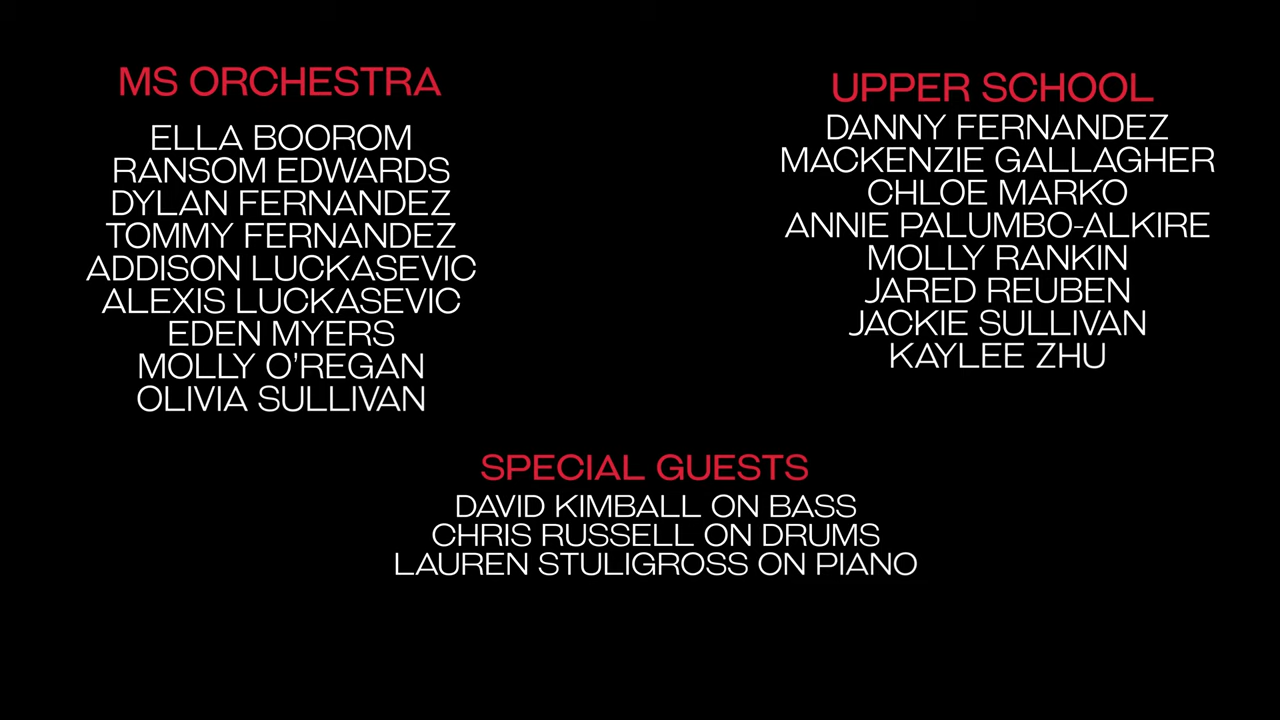 MS ORCHESTRA
ELLA BOOROM
RANSOM EDWARDS
DYLAN FERNANDEZ
TOMMY FERNANDEZ
ADDISON LUCKASEVIC
ALEXIS LUCKASEVIC
EDEN MYERS
MOLLY O'REGAN
OLIVIA SULLIVAN
UPPER SCHOOL
DANNY FERNANDEZ
MACKENZIE GALLAGHER
CHLOE MARKO
ANNIE PALUMBO-ALKIRE
MOLLY RANKIN
JARED REUBEN
JACKIE SULLIVAN
KAYLEE ZHU
SPECIAL GUESTS
DAVID KIMBALL ON BASS
CHRIS RUSSELL ON DRUMS
LAUREN STULIGROSS ON PIANO